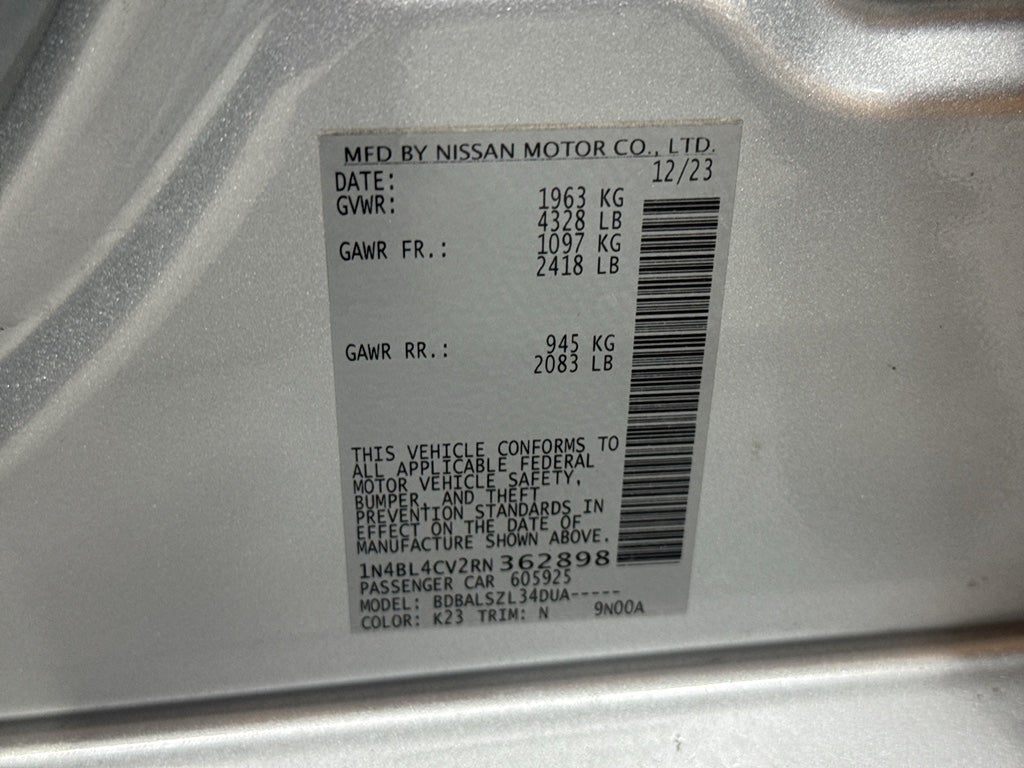 MFD BY NISSAN MOTOR CO., LTD.
DATE: 12/23
GVWR: 1963 KG
4328 LB
GAWR FR.: 1097 KG
2418 LB
GAWR RR.: 945 KG
2083 LB
THIS VEHICLE CONFORMS TO
ALL APPLICABLE FEDERAL
MOTOR VEHICLE SAFETY,
BUMPER, AND THEFT
PREVENTION STANDARDS IN
EFFECT ON THE DATE OF
MANUFACTURE SHOWN ABOVE.
1N4BL4CV2RN362898
PASSENGER CAR 605925
MODEL: BDBALSZL34DUA-----
COLOR: K23 TRIM: N 9N00A